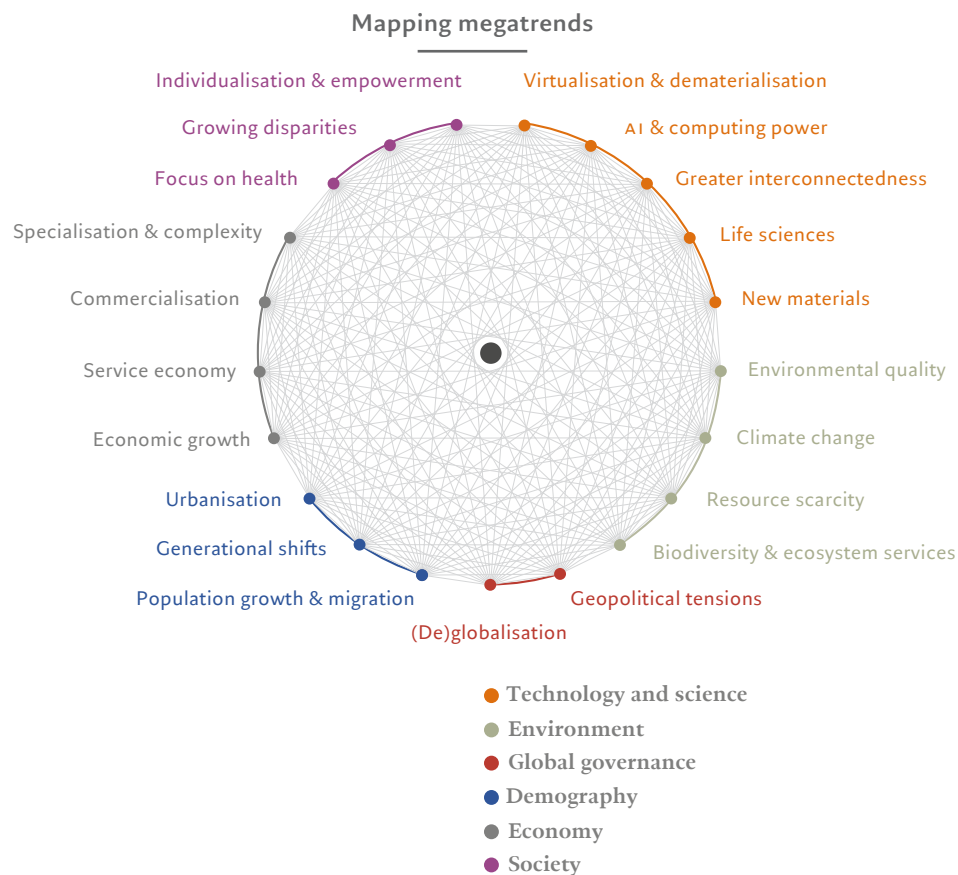 Mapping megatrends
Individualisation & empowerment
Virtualisation & dematerialisation
Growing disparities
AI & computing power
Focus on health
Greater interconnectedness
Specialisation & complexity
Life sciences
Commercialisation
New materials
Service economy
Environmental quality
Economic growth
Climate change
Urbanisation
Resource scarcity
Generational shifts
Biodiversity & ecosystem services
Population growth & migration
Geopolitical tensions
(De)globalisation
Technology and science
Environment
Global governance
Demography
Economy
Society